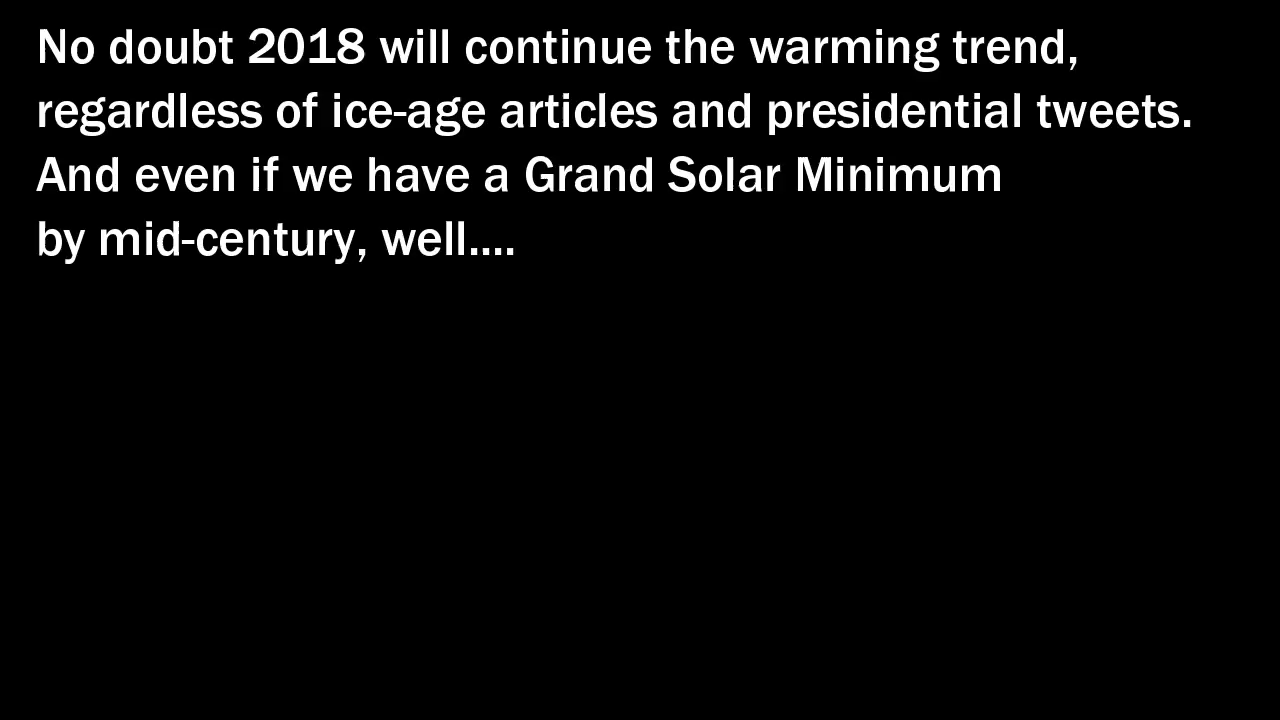 No doubt 2018 will continue the warming trend,
regardless of ice-age articles and presidential tweets.
And even if we have a Grand Solar Minimum
by mid-century, well....